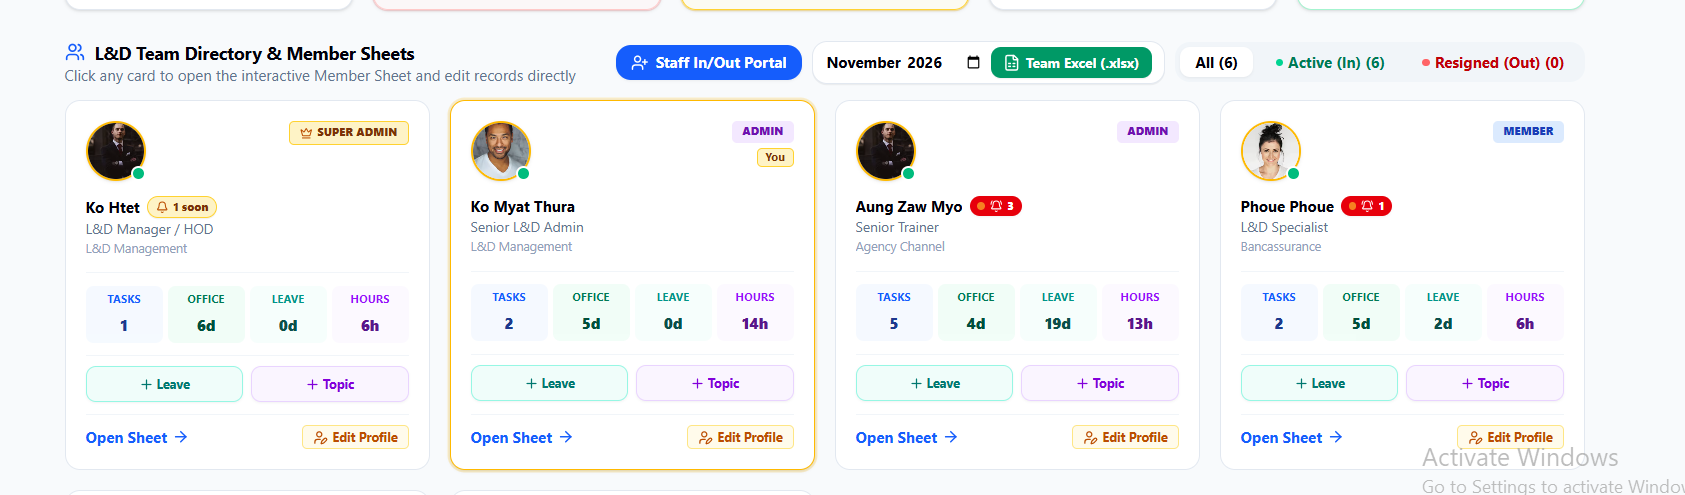 L&D Team Directory & Member Sheets
Click any card to open the interactive Member Sheet and edit records directly
Staff In/Out Portal
November 2026
Team Excel (.xlsx)
All (6)
Active (In) (6)
Resigned (Out) (0)
SUPER ADMIN
Ko Htet
1 soon
L&D Manager / HOD
L&D Management
TASKS OFFICE LEAVE HOURS
1 6d 0d 6h
+ Leave + Topic
Open Sheet → Edit Profile
ADMIN
You
Ko Myat Thura
Senior L&D Admin
L&D Management
TASKS OFFICE LEAVE HOURS
2 5d 0d 14h
+ Leave + Topic
Open Sheet → Edit Profile
ADMIN
Aung Zaw Myo 3
Senior Trainer
Agency Channel
TASKS OFFICE LEAVE HOURS
5 4d 19d 13h
+ Leave + Topic
Open Sheet → Edit Profile
MEMBER
Phoue Phoue 1
L&D Specialist
Bancassurance
TASKS OFFICE LEAVE HOURS
2 5d 2d 6h
+ Leave + Topic
Open Sheet → Edit Profile
Activate Windows
Go to Settings to activate Windo